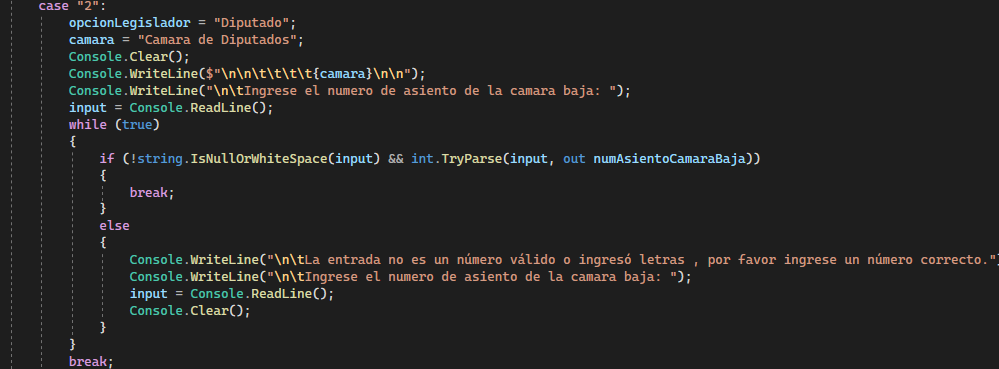 case "2":
opcionLegislador = "Diputado";
camara = "Camara de Diputados";
Console.Clear();
Console.WriteLine($"\n\n\t\t\t\t{camara}\n\n");
Console.WriteLine("\n\tIngrese el numero de asiento de la camara baja: ");
input = Console.ReadLine();
while (true)
{
if (!string.IsNullOrWhiteSpace(input) && int.TryParse(input, out numAsientoCamaraBaja))
{
break;
}
else
{
Console.WriteLine("\n\tLa entrada no es un número válido o ingresó letras , por favor ingrese un número correcto.")
Console.WriteLine("\n\tIngrese el numero de asiento de la camara baja: ");
input = Console.ReadLine();
Console.Clear();
}
}
break;